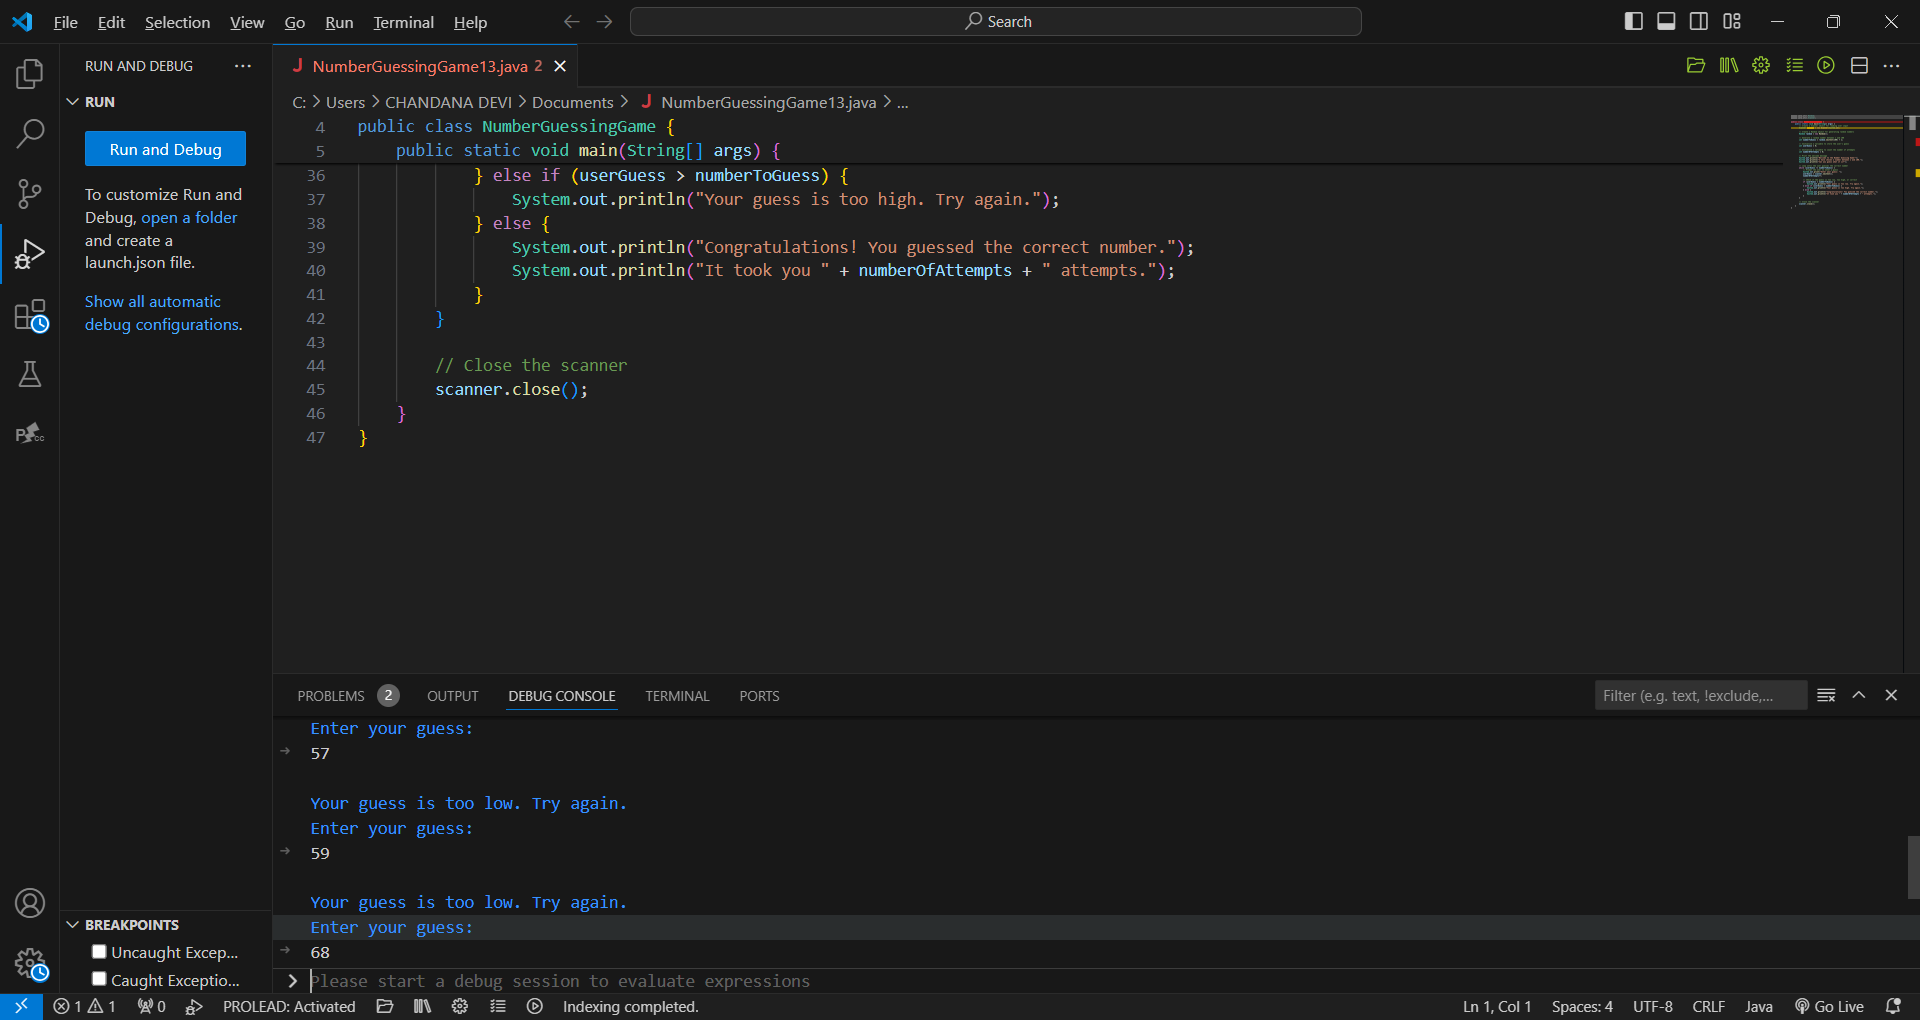 File Edit Selection View Go Run Terminal Help Search
RUN AND DEBUG
RUN
Run and Debug
To customize Run and
Debug, open a folder
and create a
launch.json file.
Show all automatic
debug configurations.
BREAKPOINTS
Uncaught Excep...
Caught Exceptio...
NumberGuessingGame13.java 2
C: > Users > CHANDANA DEVI > Documents > J NumberGuessingGame13.java > ...
4 public class NumberGuessingGame {
5 public static void main(String[] args) {
36 } else if (userGuess > numberToGuess) {
37 System.out.println("Your guess is too high. Try again.");
38 } else {
39 System.out.println("Congratulations! You guessed the correct number.");
40 System.out.println("It took you " + numberOfAttempts + " attempts.");
41 }
42 }
43
44 // Close the scanner
45 scanner.close();
46 }
47 }
PROBLEMS 2 OUTPUT DEBUG CONSOLE TERMINAL PORTS Filter (e.g. text, !exclude,...
Enter your guess:
57
Your guess is too low. Try again.
Enter your guess:
59
Your guess is too low. Try again.
Enter your guess:
68
Please start a debug session to evaluate expressions
1 1 0 PROLEAD: Activated Indexing completed. Ln 1, Col 1 Spaces: 4 UTF-8 CRLF Java Go Live